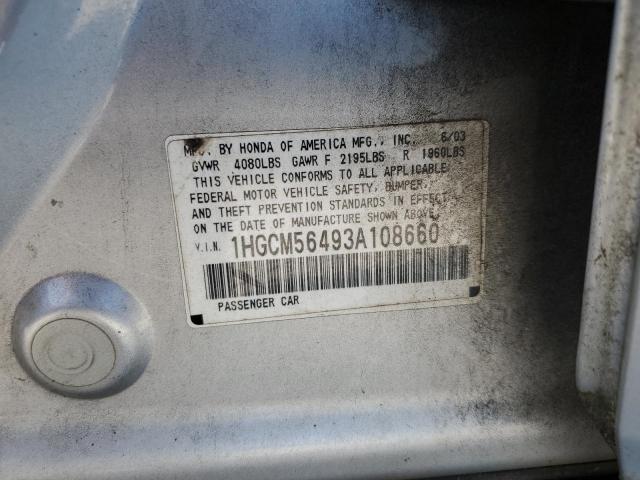 MFG. BY HONDA OF AMERICA MFG., INC. 6/03
GVWR 4080LBS GAWR F 2195LBS R 1960LBS
THIS VEHICLE CONFORMS TO ALL APPLICABLE
FEDERAL MOTOR VEHICLE SAFETY, BUMPER,
AND THEFT PREVENTION STANDARDS IN EFFECT
ON THE DATE OF MANUFACTURE SHOWN ABOVE.
V.I.N. 1HGCM56493A108660
PASSENGER CAR